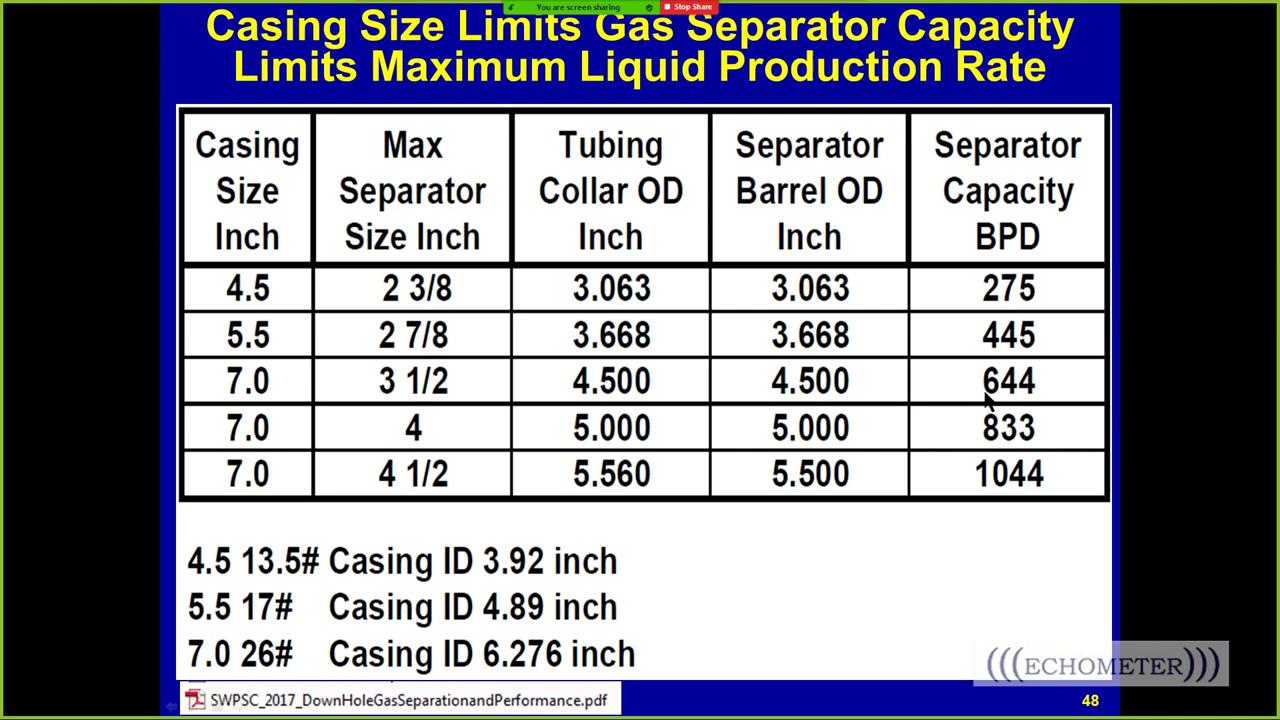 You are screen sharing
Stop Share
Casing Size Limits Gas Separator Capacity
Limits Maximum Liquid Production Rate
Casing Size Inch | Max Separator Size Inch | Tubing Collar OD Inch | Separator Barrel OD Inch | Separator Capacity BPD
4.5 | 2 3/8 | 3.063 | 3.063 | 275
5.5 | 2 7/8 | 3.668 | 3.668 | 445
7.0 | 3 1/2 | 4.500 | 4.500 | 644
7.0 | 4 | 5.000 | 5.000 | 833
7.0 | 4 1/2 | 5.560 | 5.500 | 1044
4.5 13.5# Casing ID 3.92 inch
5.5 17# Casing ID 4.89 inch
7.0 26# Casing ID 6.276 inch
(((ECHOMETER)))
SWPSC_2017_DownHoleGasSeparationandPerformance.pdf
48